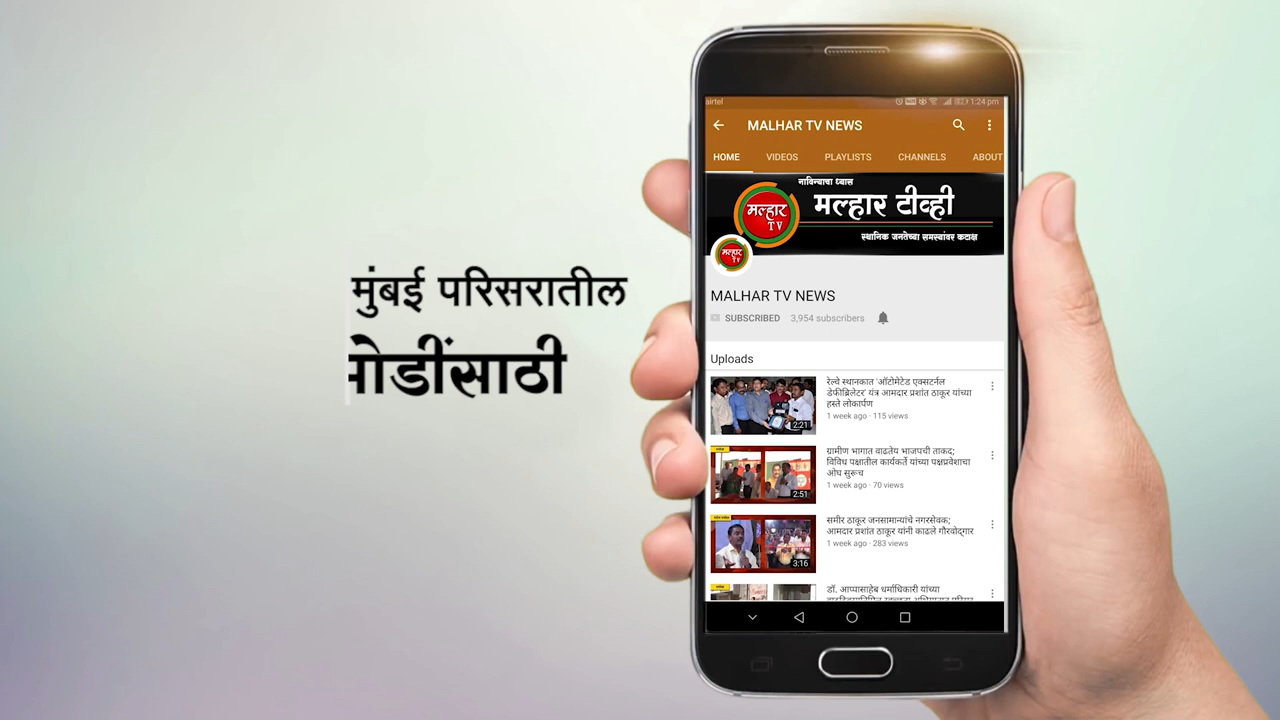 मुंबई परिसरातील
मोडींसाठी
airtel
1:24 pm
MALHAR TV NEWS
HOME VIDEOS PLAYLISTS CHANNELS ABOUT
नाविन्याचा ध्यास
मल्हार टीव्ही
मल्हार
TV
स्थानिक जनतेच्या समस्यांवर कटाक्ष
मल्हार
TV
MALHAR TV NEWS
SUBSCRIBED 3,954 subscribers
Uploads
रेल्वे स्थानकात 'ऑटोमेटेड एक्सटर्नल
डेफीब्रिलेटर' यंत्र आमदार प्रशांत ठाकूर यांच्या
हस्ते लोकार्पण
1 week ago · 115 views
2:21
ग्रामीण भागात वाढतेय भाजपची ताकद;
विविध पक्षातील कार्यकर्ते यांच्या पक्षप्रवेशाचा
ओघ सुरूच
1 week ago · 70 views
2:51
समीर ठाकूर जनसामान्यांचे नगरसेवक;
आमदार प्रशांत ठाकूर यांनी काढले गौरवोद्गार
1 week ago · 283 views
3:16
डॉ. आप्पासाहेब धर्माधिकारी यांच्या